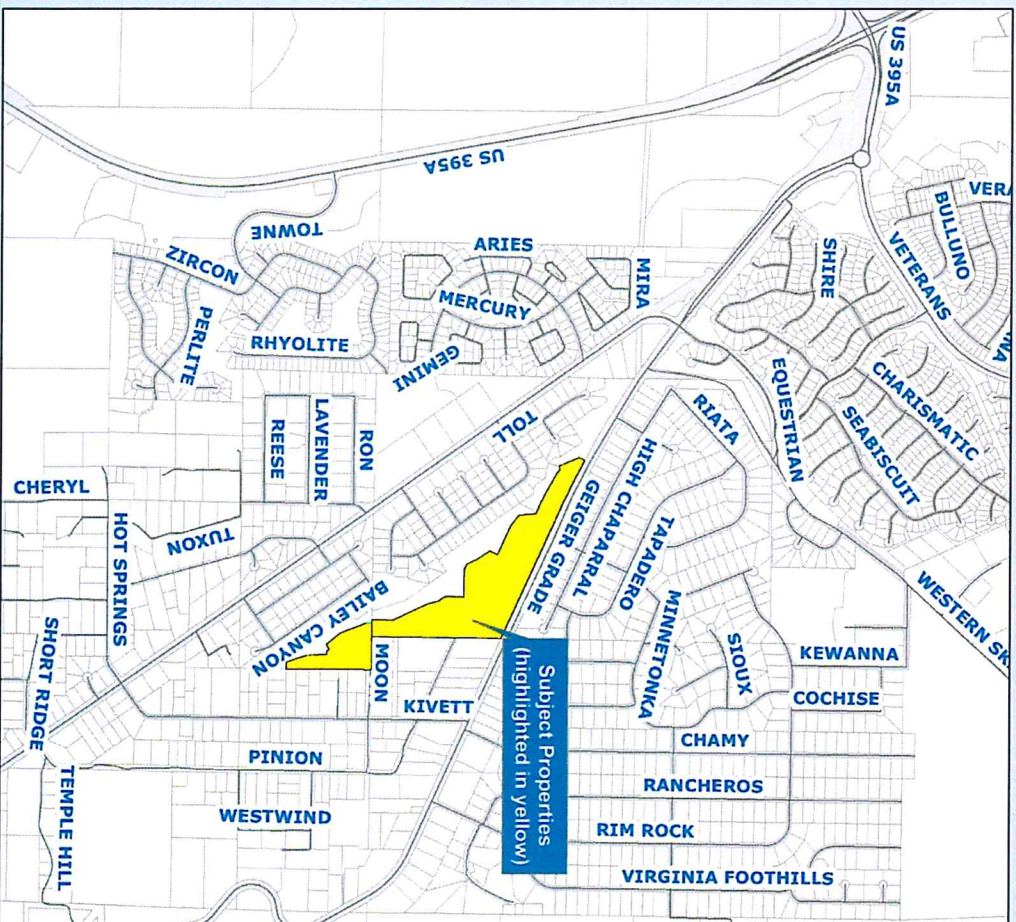 US 395A
VETERANS
BULLUNO
US 395A
TOWNE
ARIES
MIRA
SHIRE
ZIRCON
MERCURY
PERLITE
RHYOLITE
GEMINI
EQUESTRIAN
CHARISMATIC
SEABISCUIT
RIATA
TOLL
LAVENDER
REESE
RON
HIGH CHAPARRAL
GEIGER GRADE
TAPADERO
CHERYL
HOT SPRINGS
TUXON
BAILEY CANYON
MINNETONKA
SIOUX
WESTERN SK
KEWANNA
COCHISE
MOON
KIVETT
Subject Properties
(highlighted in yellow)
SHORT RIDGE
PINION
CHAMY
RANCHEROS
TEMPLE HILL
WESTWIND
RIM ROCK
VIRGINIA FOOTHILLS